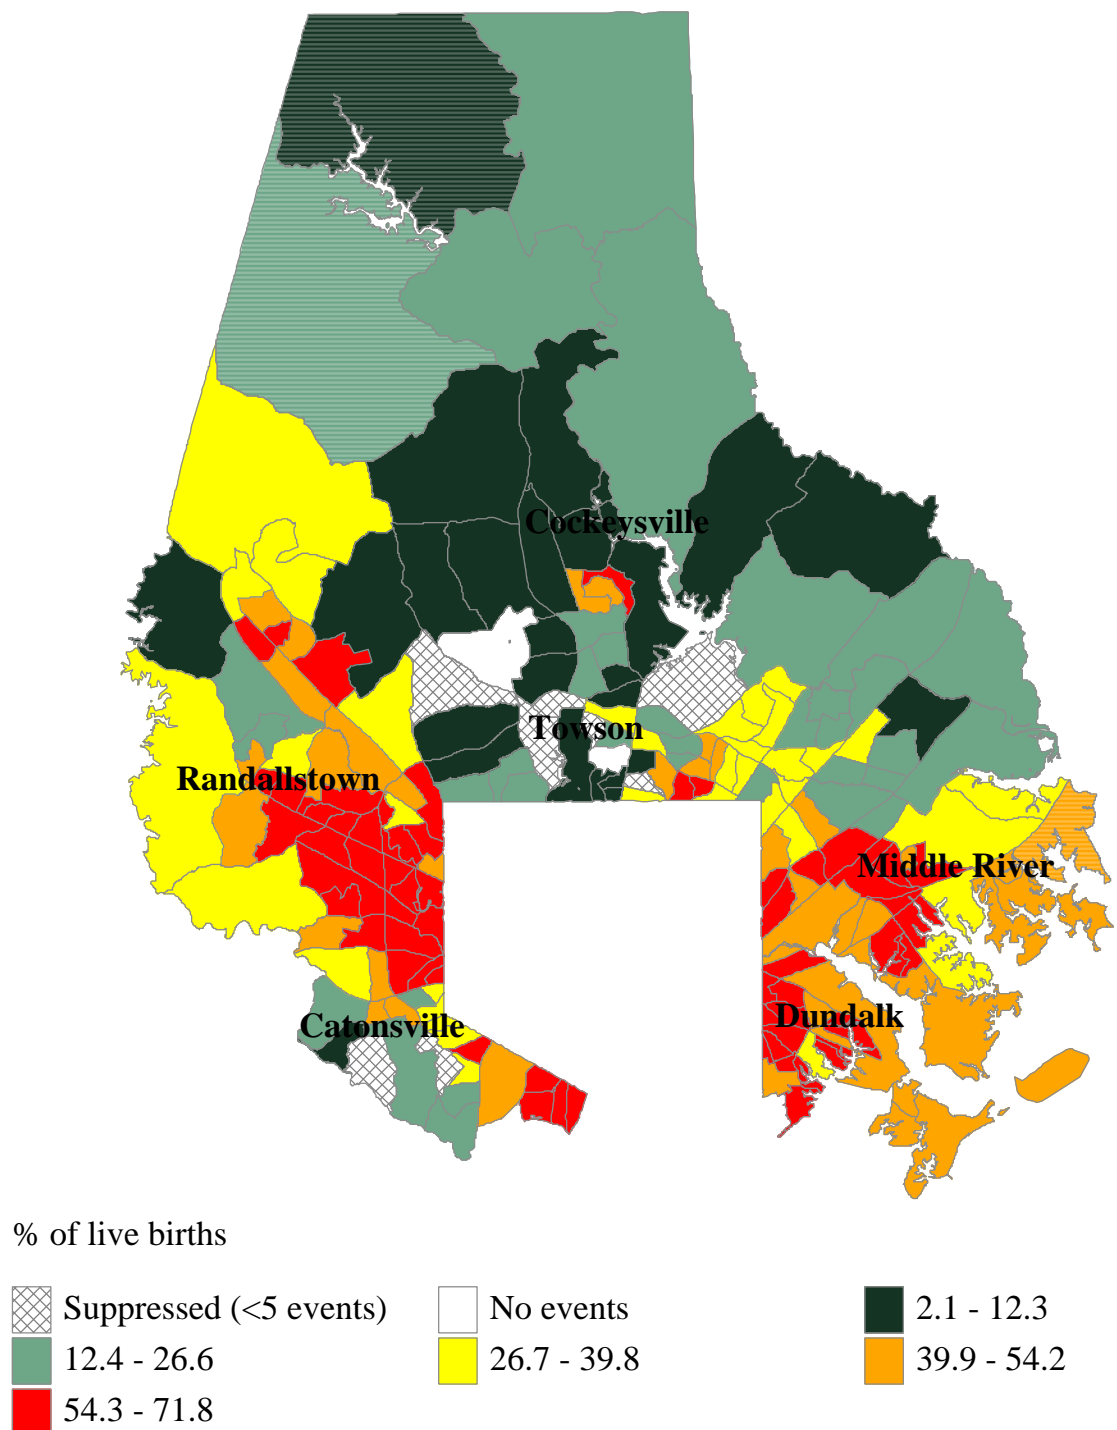 Cockeysville
Towson
Randallstown
Middle River
Dundalk
Catonsville
% of live births
Suppressed (<5 events)
No events
2.1 - 12.3
12.4 - 26.6
26.7 - 39.8
39.9 - 54.2
54.3 - 71.8